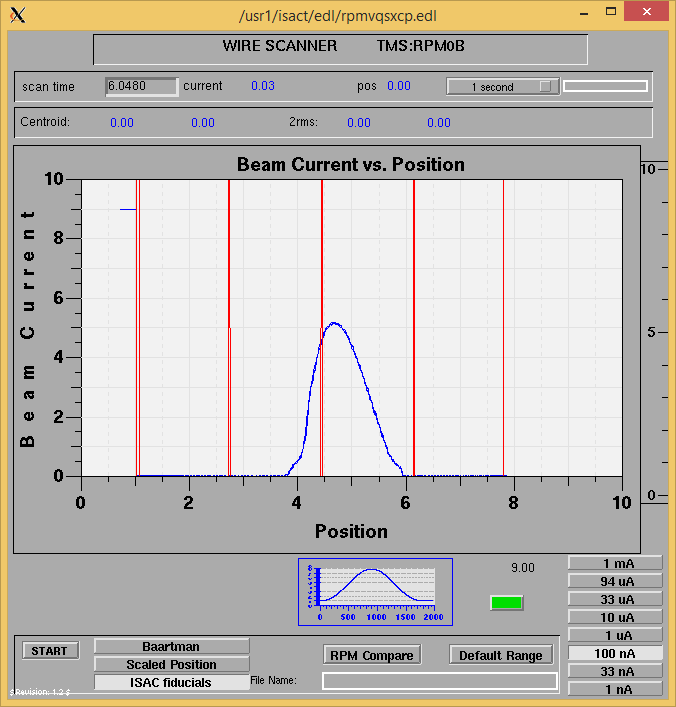 /usr1/isact/edl/rpmvqsxcp.edl
WIRE SCANNER TMS:RPM0B
scan time 6.0480 current 0.03 pos 0.00 1 second
Centroid: 0.00 0.00 2rms: 0.00 0.00
Beam Current vs. Position
10
8
6
4
2
0
Beam Current
0 2 4 6 8 10
Position
10
5
0
8
0 500 1000 1500 2000
9.00
1 mA
94 uA
33 uA
10 uA
1 uA
100 nA
33 nA
1 nA
START
Baartman
Scaled Position
ISAC fiducials
RPM Compare
Default Range
File Name:
$Revision: 1.2 $